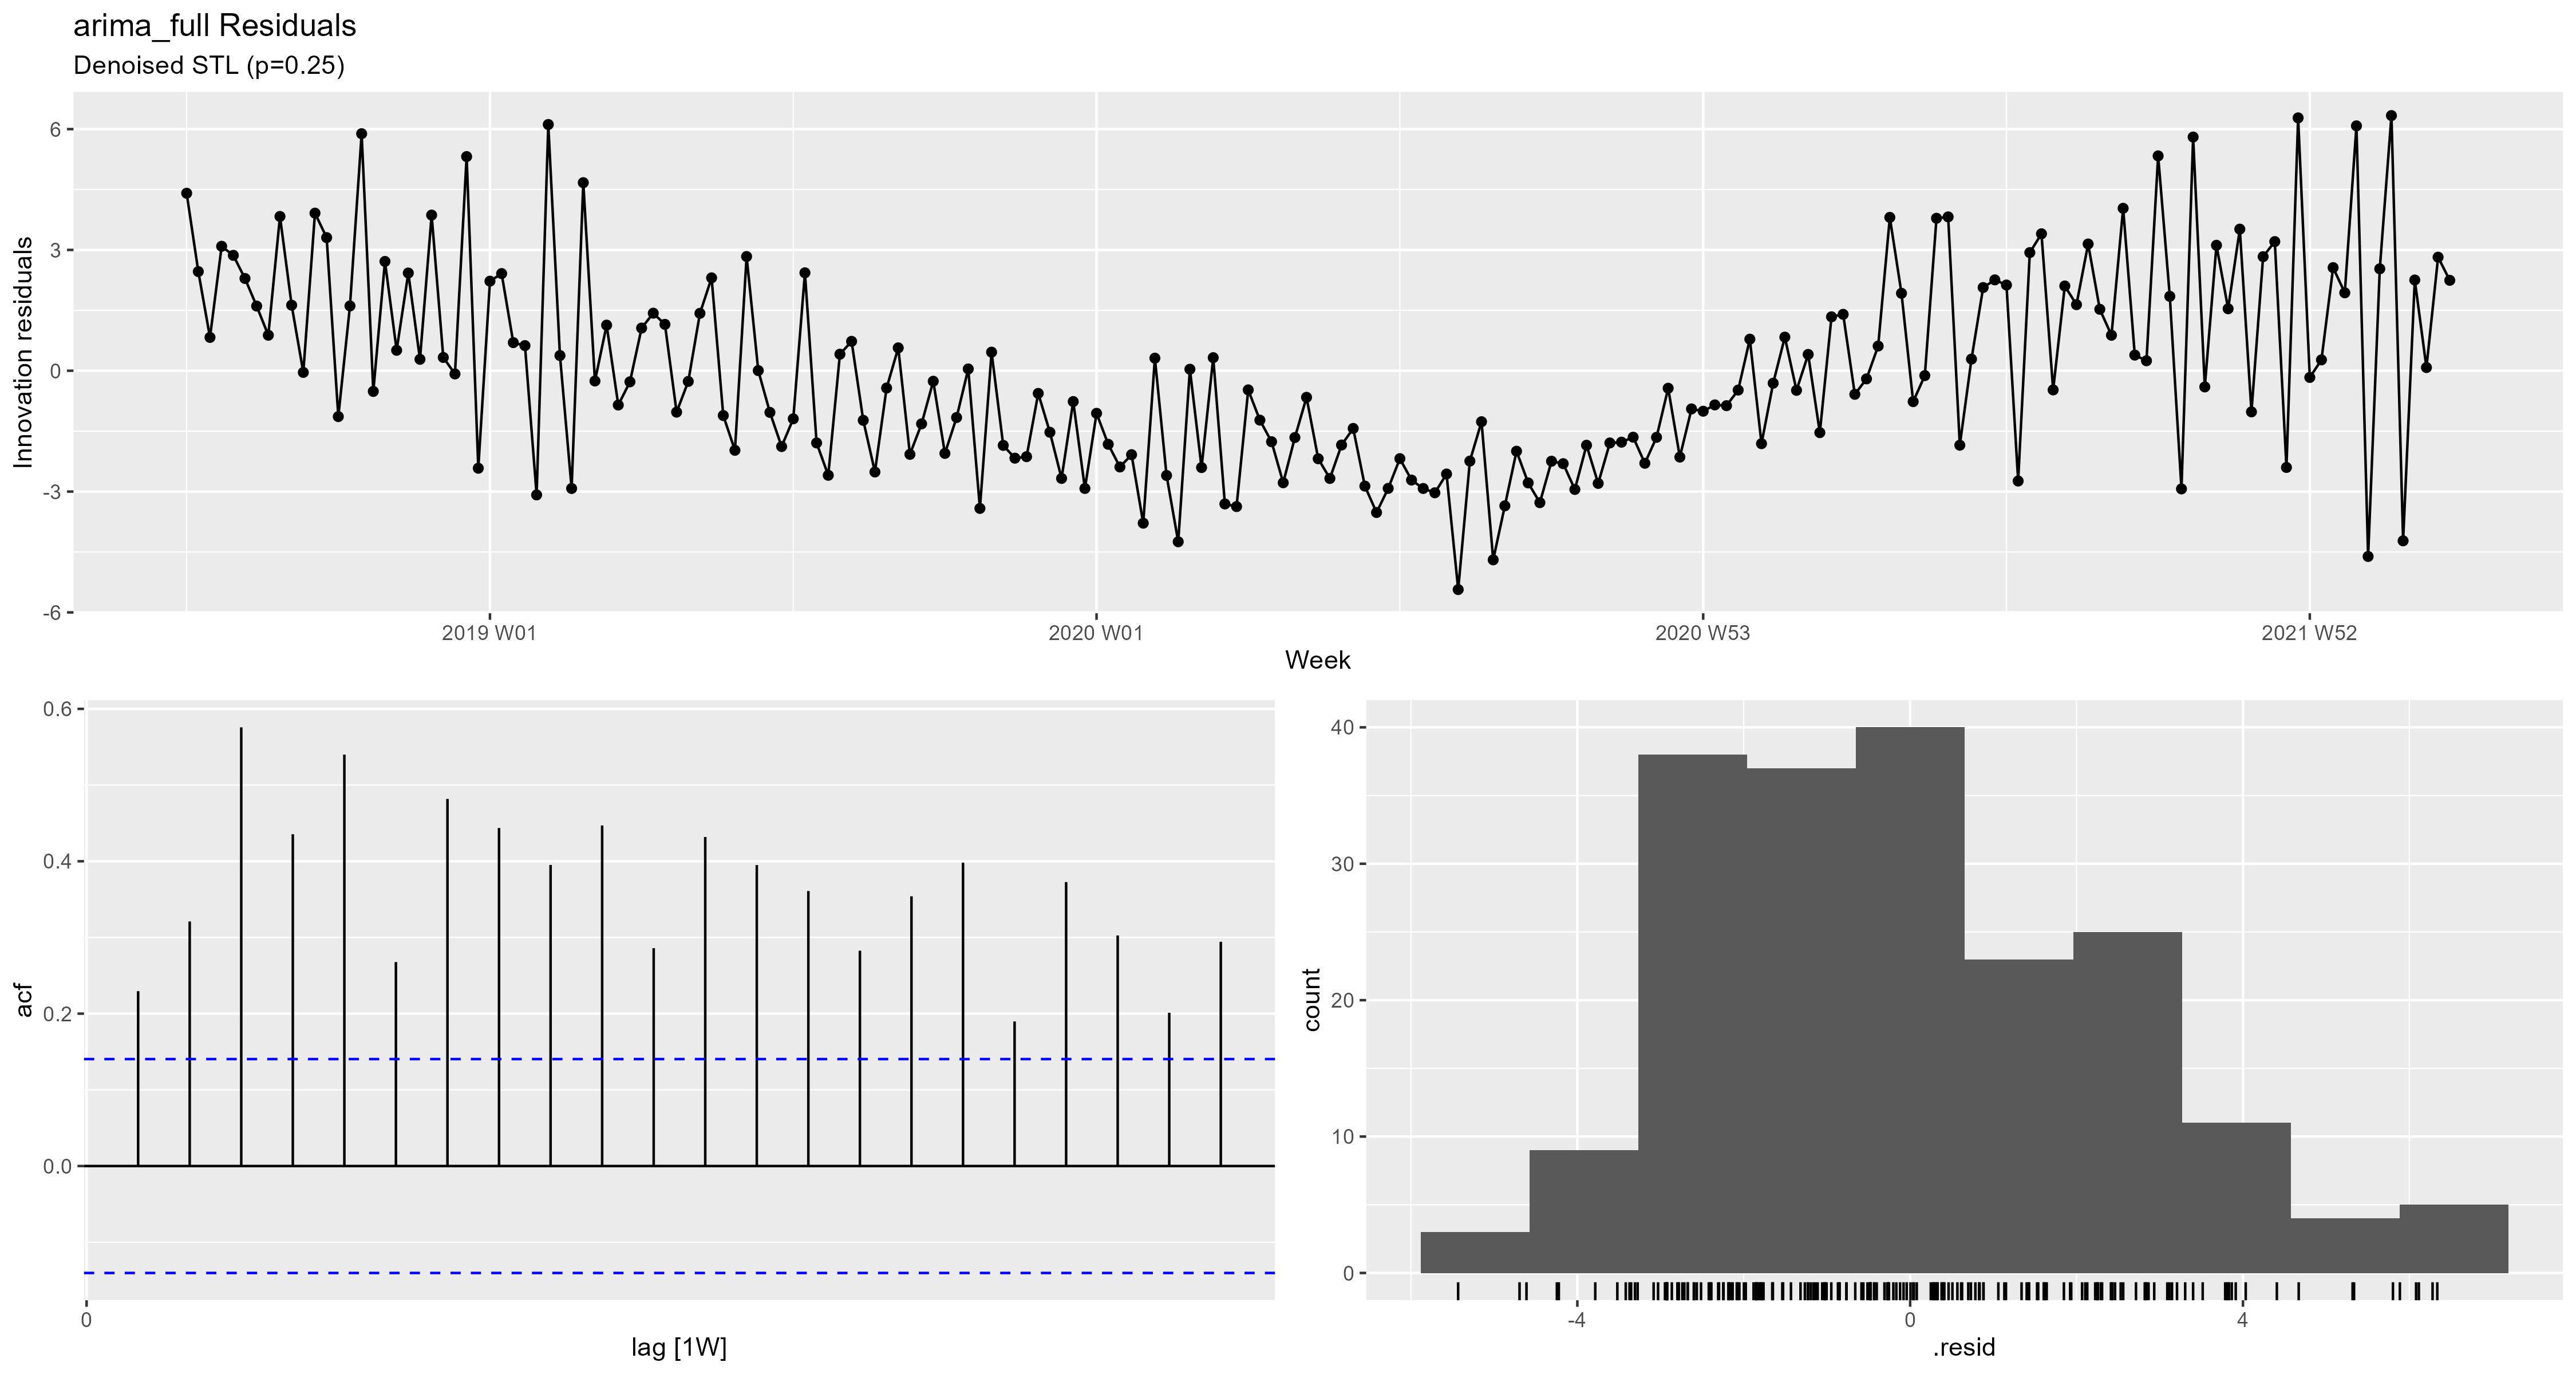 arima_full Residuals
Denoised STL (p=0.25)
Innovation residuals
6
3
0
-3
-6
2019 W01
2020 W01
2020 W53
2021 W52
Week
acf
0.6
0.4
0.2
0.0
0
lag [1W]
count
40
30
20
10
0
-4
0
4
.resid